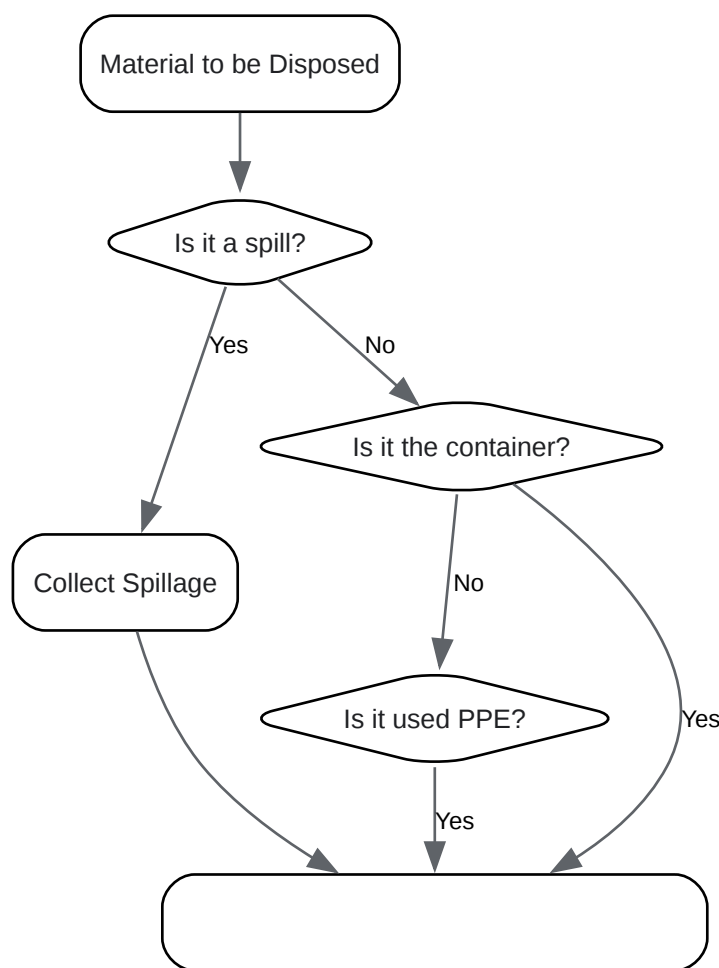 Material to be Disposed
Is it a spill?
Yes
No
Is it the container?
Collect Spillage
No
Is it used PPE?
Yes
Yes